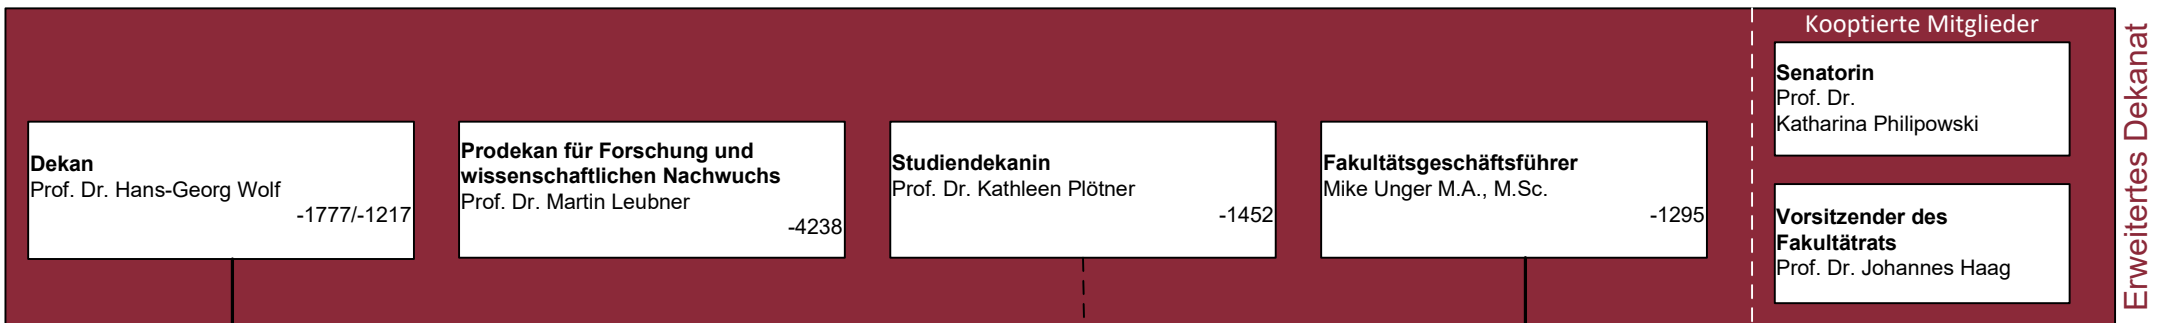 Dekan
Prof. Dr. Hans-Georg Wolf
-1777/-1217
Prodekan für Forschung und
wissenschaftlichen Nachwuchs
Prof. Dr. Martin Leubner
-4238
Studiendekanin
Prof. Dr. Kathleen Plötner
-1452
Fakultätsgeschäftsführer
Mike Unger M.A., M.Sc.
-1295
Kooptierte Mitglieder
Senatorin
Prof. Dr.
Katharina Philipowski
Vorsitzender des
Fakultätrats
Prof. Dr. Johannes Haag
Erweitertes Dekanat